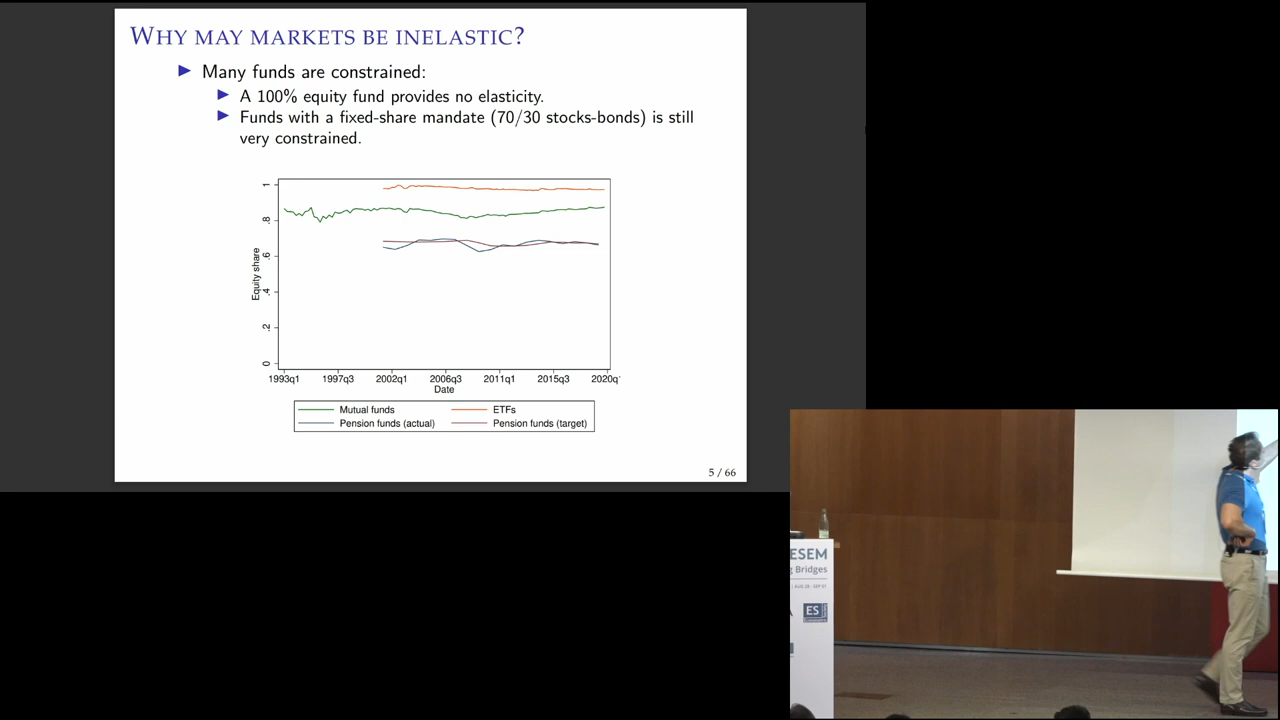 WHY MAY MARKETS BE INELASTIC?
▶ Many funds are constrained:
▶ A 100% equity fund provides no elasticity.
▶ Funds with a fixed-share mandate (70/30 stocks-bonds) is still
very constrained.
1
.8
.6
.4
.2
0
Equity share
1993q1 1997q3 2002q1 2006q3 2011q1 2015q3 2020q
Date
Mutual funds ETFs
Pension funds (actual) Pension funds (target)
5 / 66
ESEM
g Bridges
ES